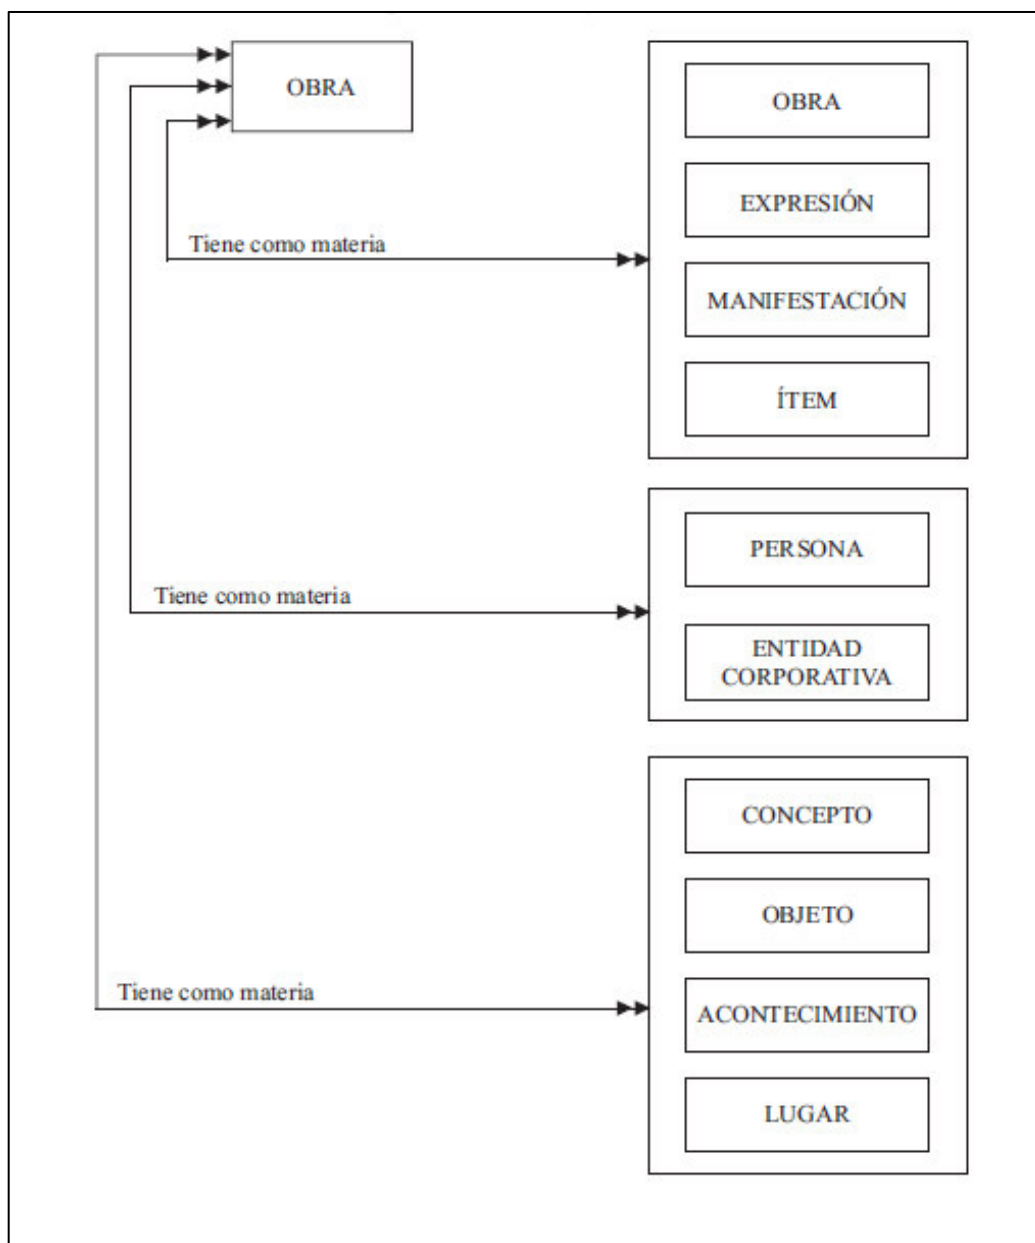 OBRA
OBRA
EXPRESIÓN
Tiene como materia
MANIFESTACIÓN
ÍTEM
PERSONA
Tiene como materia
ENTIDAD
CORPORATIVA
CONCEPTO
OBJETO
Tiene como materia
ACONTECIMIENTO
LUGAR